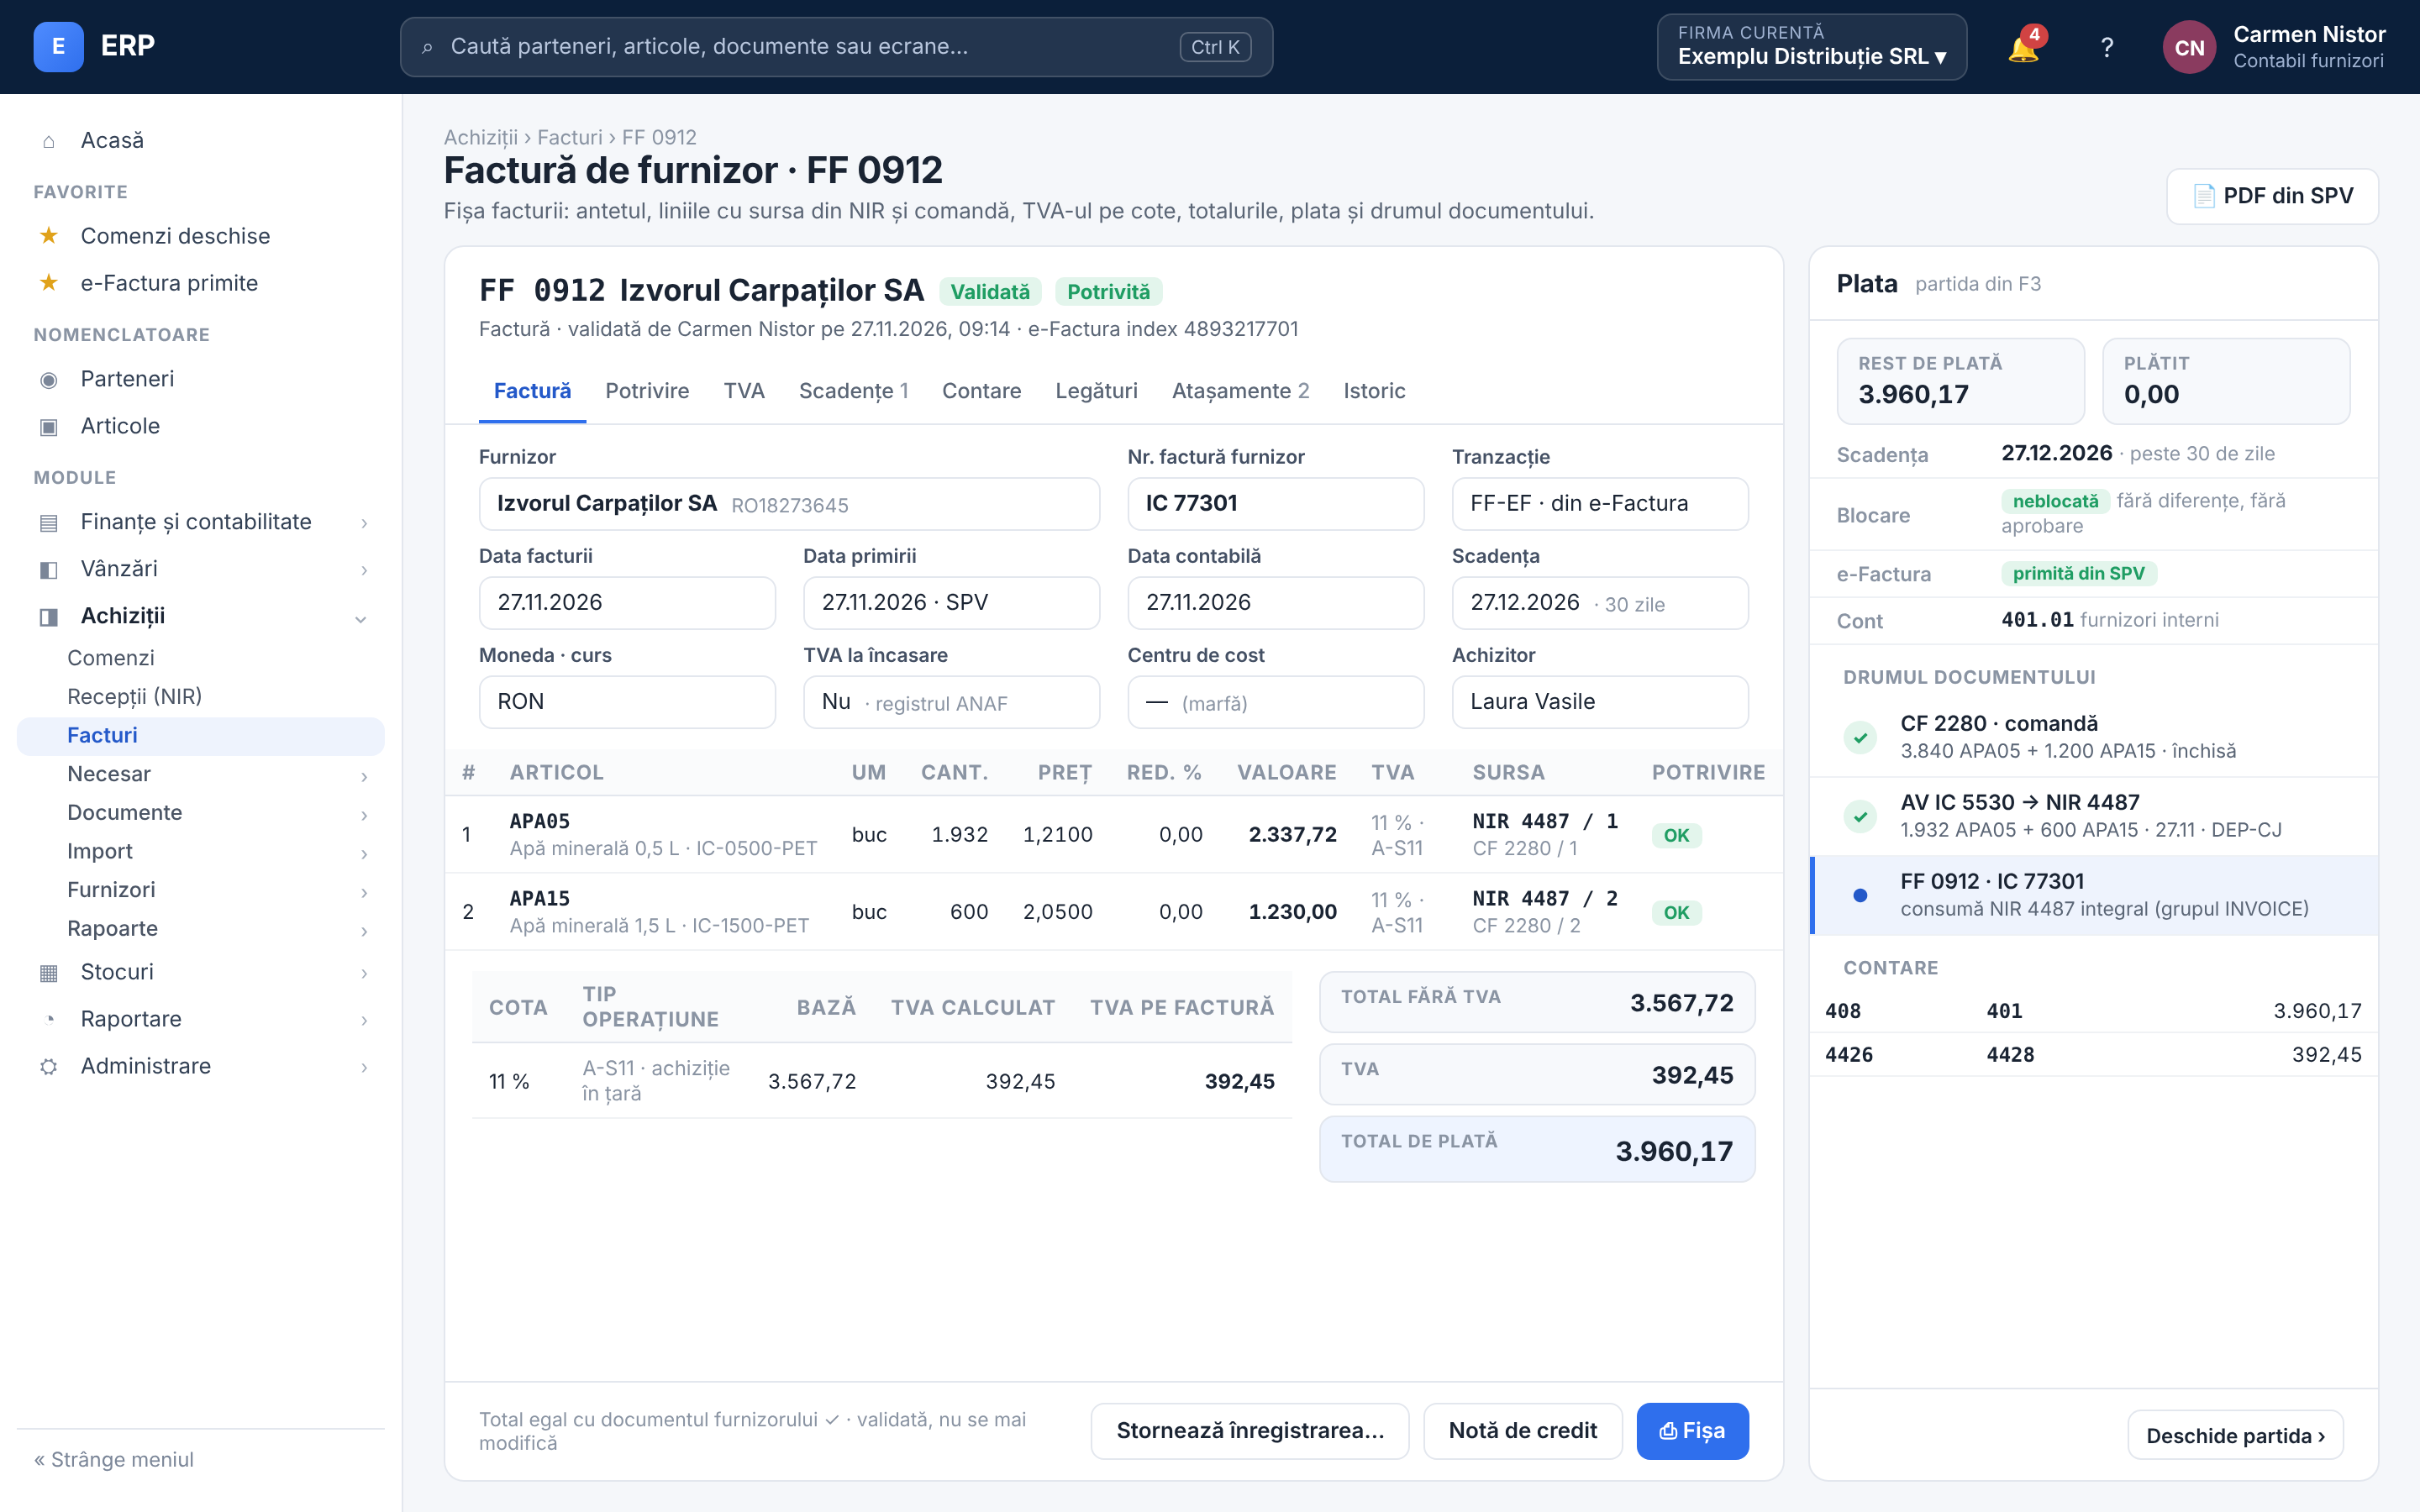 E ERP
Caută parteneri, articole, documente sau ecrane... Ctrl K
FIRMA CURENTĂ
Exemplu Distribuție SRL ▾
4
?
CN
Carmen Nistor
Contabil furnizori
Acasă
FAVORITE
★ Comenzi deschise
★ e-Factura primite
NOMENCLATOARE
Parteneri
Articole
MODULE
Finanțe și contabilitate ›
Vânzări ›
Achiziții
Comenzi
Recepții (NIR)
Facturi
Necesar ›
Documente ›
Import ›
Furnizori ›
Rapoarte ›
Stocuri ›
Raportare ›
Administrare ›
« Strânge meniul
Achiziții › Facturi › FF 0912
Factură de furnizor · FF 0912
Fișa facturii: antetul, liniile cu sursa din NIR și comandă, TVA-ul pe cote, totalurile, plata și drumul documentului.
PDF din SPV
FF 0912 Izvorul Carpaților SA Validată Potrivită
Factură · validată de Carmen Nistor pe 27.11.2026, 09:14 · e-Factura index 4893217701
Factură Potrivire TVA Scadențe 1 Contare Legături Atașamente 2 Istoric
Furnizor Nr. factură furnizor Tranzacție
Izvorul Carpaților SA RO18273645 IC 77301 FF-EF · din e-Factura
Data facturii Data primirii Data contabilă Scadența
27.11.2026 27.11.2026 · SPV 27.11.2026 27.12.2026 · 30 zile
Moneda · curs TVA la încasare Centru de cost Achizitor
RON Nu · registrul ANAF — (marfă) Laura Vasile
# ARTICOL UM CANT. PREȚ RED. % VALOARE TVA SURSA POTRIVIRE
1 APA05 buc 1.932 1,2100 0,00 2.337,72 11 % · NIR 4487 / 1 OK
Apă minerală 0,5 L · IC-0500-PET A-S11 CF 2280 / 1
2 APA15 buc 600 2,0500 0,00 1.230,00 11 % · NIR 4487 / 2 OK
Apă minerală 1,5 L · IC-1500-PET A-S11 CF 2280 / 2
COTA TIP OPERAȚIUNE BAZĂ TVA CALCULAT TVA PE FACTURĂ
11 % A-S11 · achiziție în țară 3.567,72 392,45 392,45
TOTAL FĂRĂ TVA 3.567,72
TVA 392,45
TOTAL DE PLATĂ 3.960,17
Total egal cu documentul furnizorului ✓ · validată, nu se mai
modifică
Stornează înregistrarea... Notă de credit Fișa
Plata partida din F3
REST DE PLATĂ PLĂTIT
3.960,17 0,00
Scadența 27.12.2026 · peste 30 de zile
Blocare neblocată fără diferențe, fără
aprobare
e-Factura primită din SPV
Cont 401.01 furnizori interni
DRUMUL DOCUMENTULUI
✓ CF 2280 · comandă
3.840 APA05 + 1.200 APA15 · închisă
✓ AV IC 5530 → NIR 4487
1.932 APA05 + 600 APA15 · 27.11 · DEP-CJ
FF 0912 · IC 77301
consumă NIR 4487 integral (grupul INVOICE)
CONTARE
408 401 3.960,17
4426 4428 392,45
Deschide partida ›